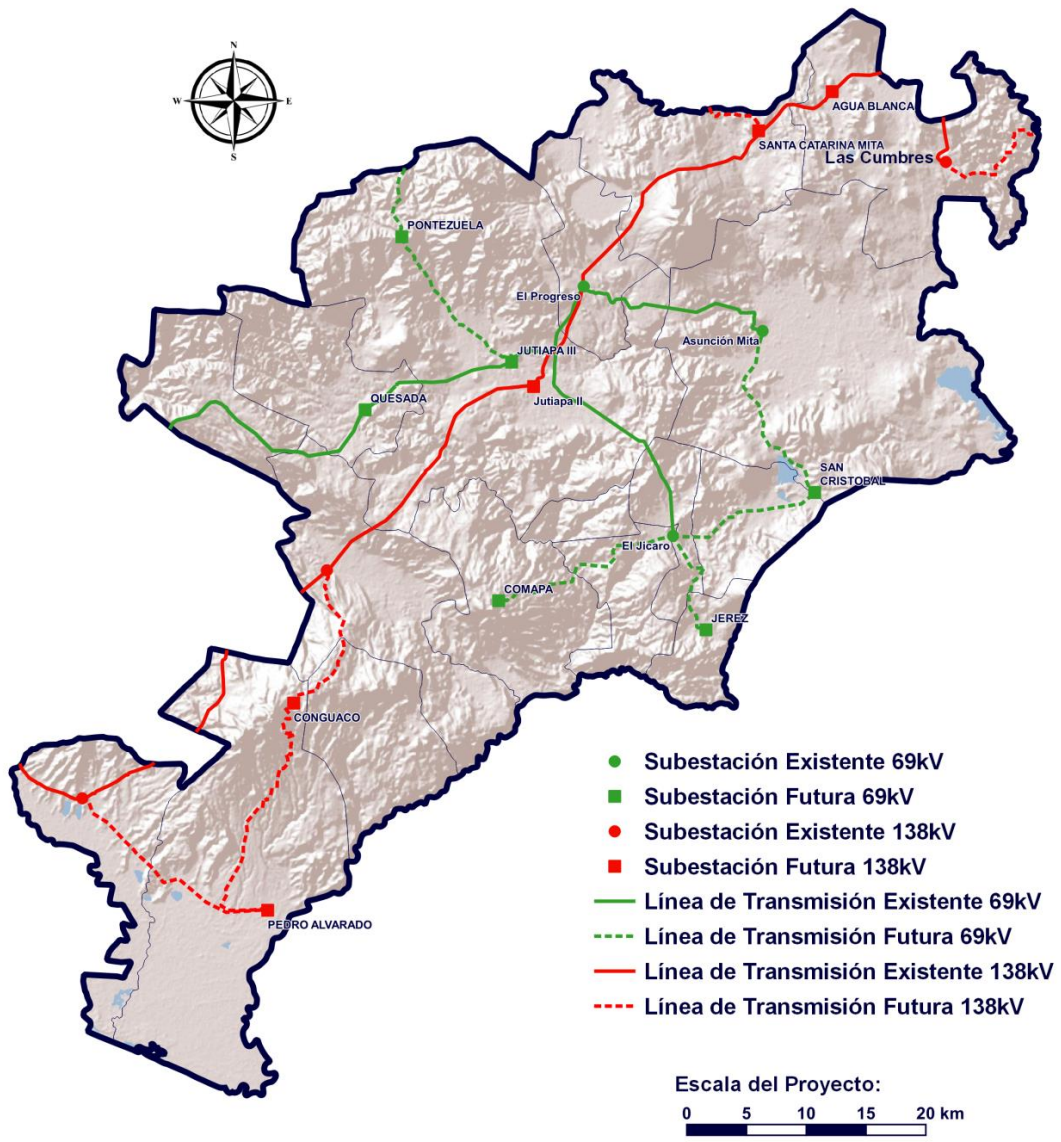 N
W E
S
AGUA BLANCA
SANTA CATARINA MITA
Las Cumbres
PONTEZUELA
El Progreso
Asunción Mita
JUTIAPA III
Jutiapa II
QUESADA
SAN
CRISTOBAL
El Jicaro
COMAPA
JEREZ
CONGUACO
PEDRO ALVARADO
Subestación Existente 69kV
Subestación Futura 69kV
Subestación Existente 138kV
Subestación Futura 138kV
Línea de Transmisión Existente 69kV
Línea de Transmisión Futura 69kV
Línea de Transmisión Existente 138kV
Línea de Transmisión Futura 138kV
Escala del Proyecto:
0 5 10 15 20 km